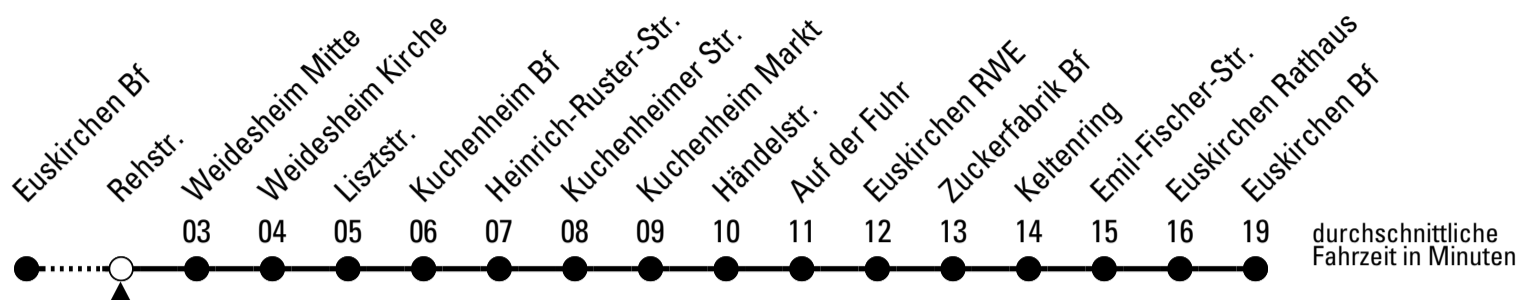 Euskirchen Bf
Rehstr.
Weidesheim Mitte
Weidesheim Kirche
Lisztstr.
Kuchenheim Bf
Heinrich-Ruster-Str.
Kuchenheimer Str.
Kuchenheim Markt
Händelstr.
Auf der Fuhr
Euskirchen RWE
Zuckerfabrik Bf
Keltenring
Emil-Fischer-Str.
Euskirchen Rathaus
Euskirchen Bf
03 04 05 06 07 08 09 10 11 12 13 14 15 16 19
durchschnittliche
Fahrzeit in Minuten